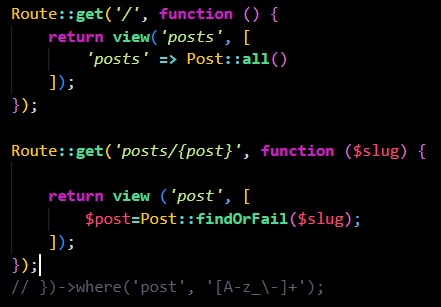 Route::get('/', function () {
    return view('posts', [
        'posts' => Post::all()
    ]);
});
Route::get('posts/{post}', function ($slug) {
    return view ('post', [
        $post=Post::findOrFail($slug);
    ]);
});
// })->where('post', '[A-z_\-]+');